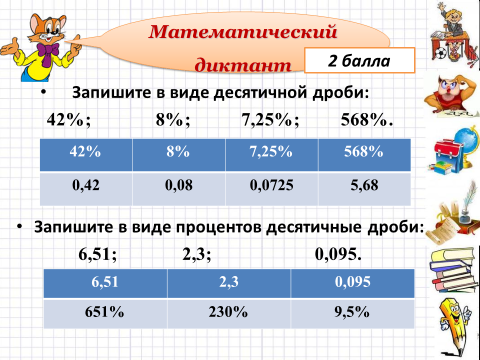 Математический
диктант
2 балла
• Запишите в виде десятичной дроби:
42%; 8%; 7,25%; 568%.
42% 8% 7,25% 568%
0,42 0,08 0,0725 5,68
• Запишите в виде процентов десятичные дроби:
6,51; 2,3; 0,095.
6,51 2,3 0,095
651% 230% 9,5%